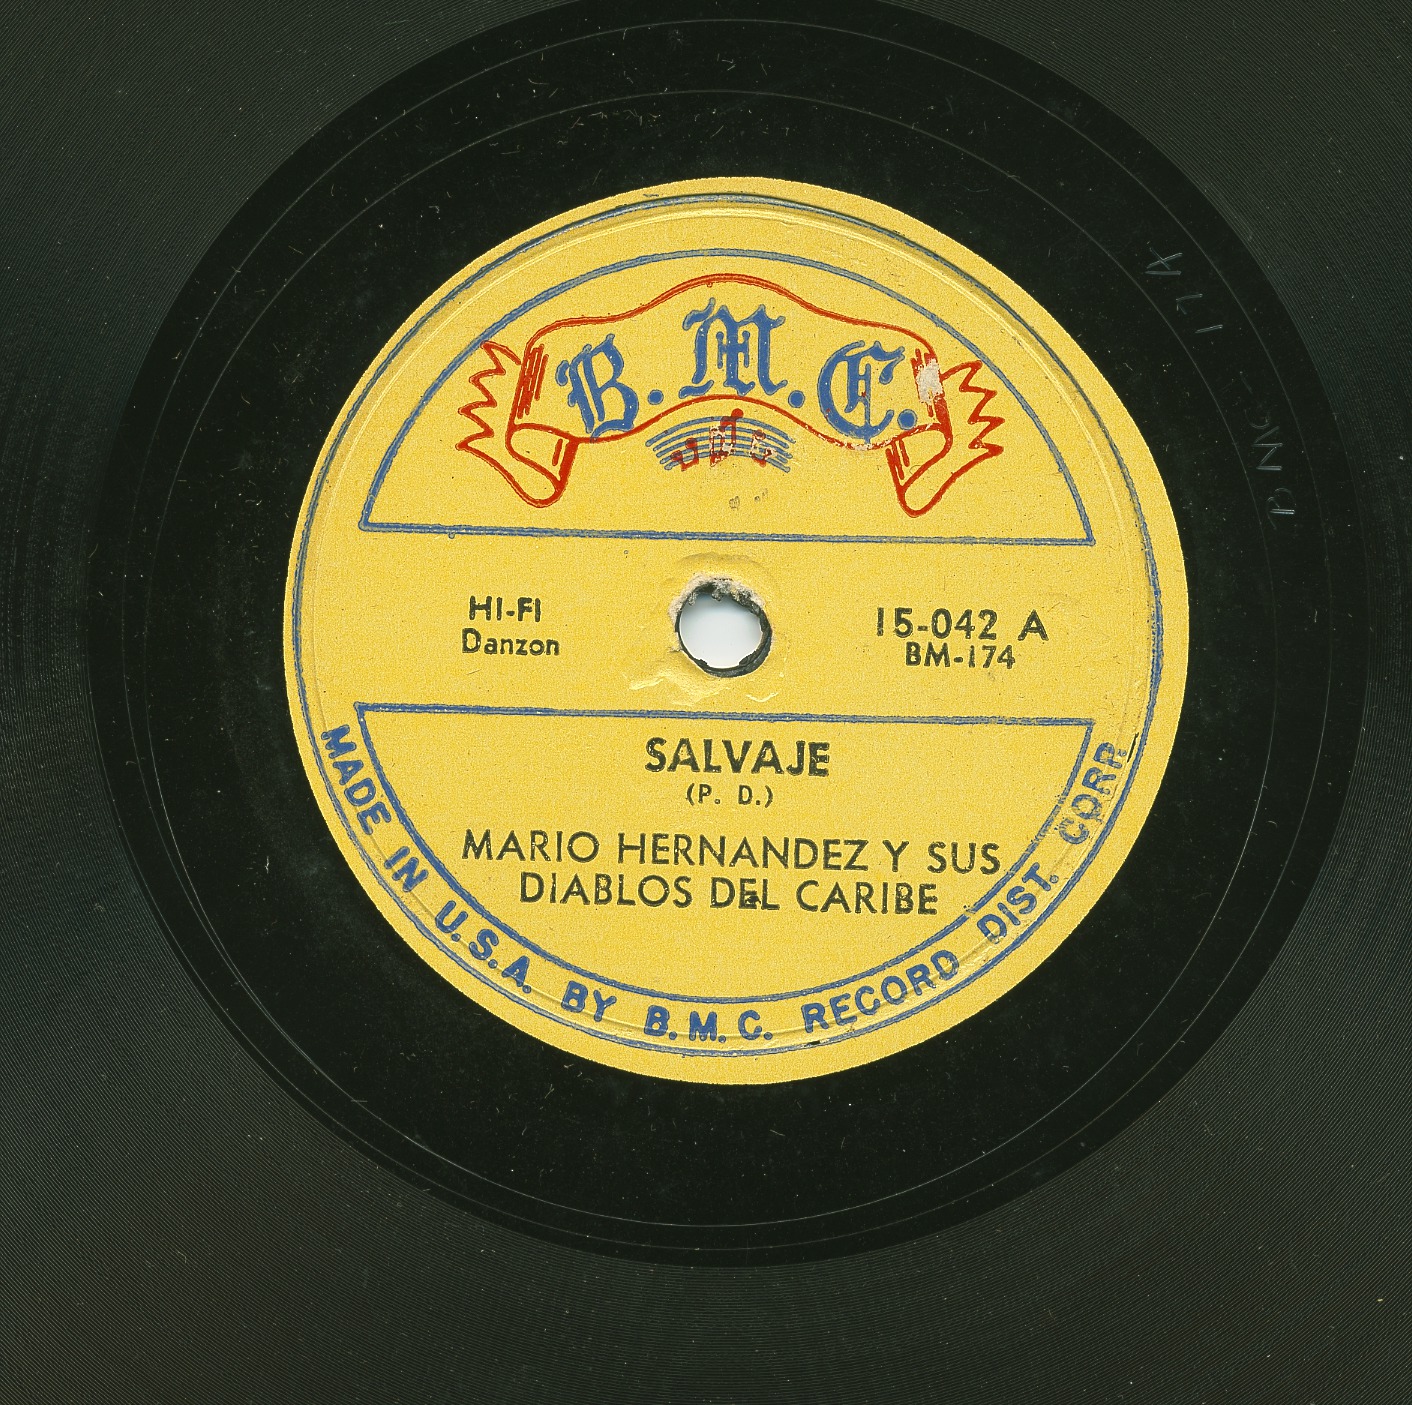 B.M.C.
HI-FI
Danzon
15-042 A
BM-174
SALVAJE
(P. D.)
MARIO HERNANDEZ Y SUS
DIABLOS DEL CARIBE
MADE IN U.S.A. BY B.M.C. RECORD DIST. CORP.